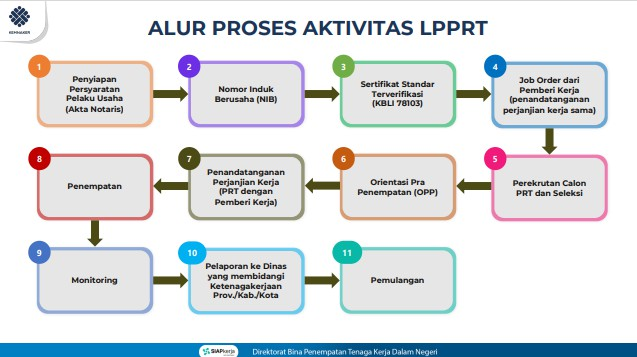 KEMNAKER
ALUR PROSES AKTIVITAS LPPRT
1
Penyiapan
Persyaratan
Pelaku Usaha
(Akta Notaris)
2
Nomor Induk
Berusaha (NIB)
3
Sertifikat Standar
Terverifikasi
(KBLI 78103)
4
Job Order dari
Pemberi Kerja
(penandatanganan
perjanjian kerja sama)
5
Perekrutan Calon
PRT dan Seleksi
6
Orientasi Pra
Penempatan (OPP)
7
Penandatanganan
Perjanjian Kerja
(PRT dengan
Pemberi Kerja)
8
Penempatan
9
Monitoring
10
Pelaporan ke Dinas
yang membidangi
Ketenagakerjaan
Prov./Kab./Kota
11
Pemulangan
SIAPkerja
Direktorat Bina Penempatan Tenaga Kerja Dalam Negeri